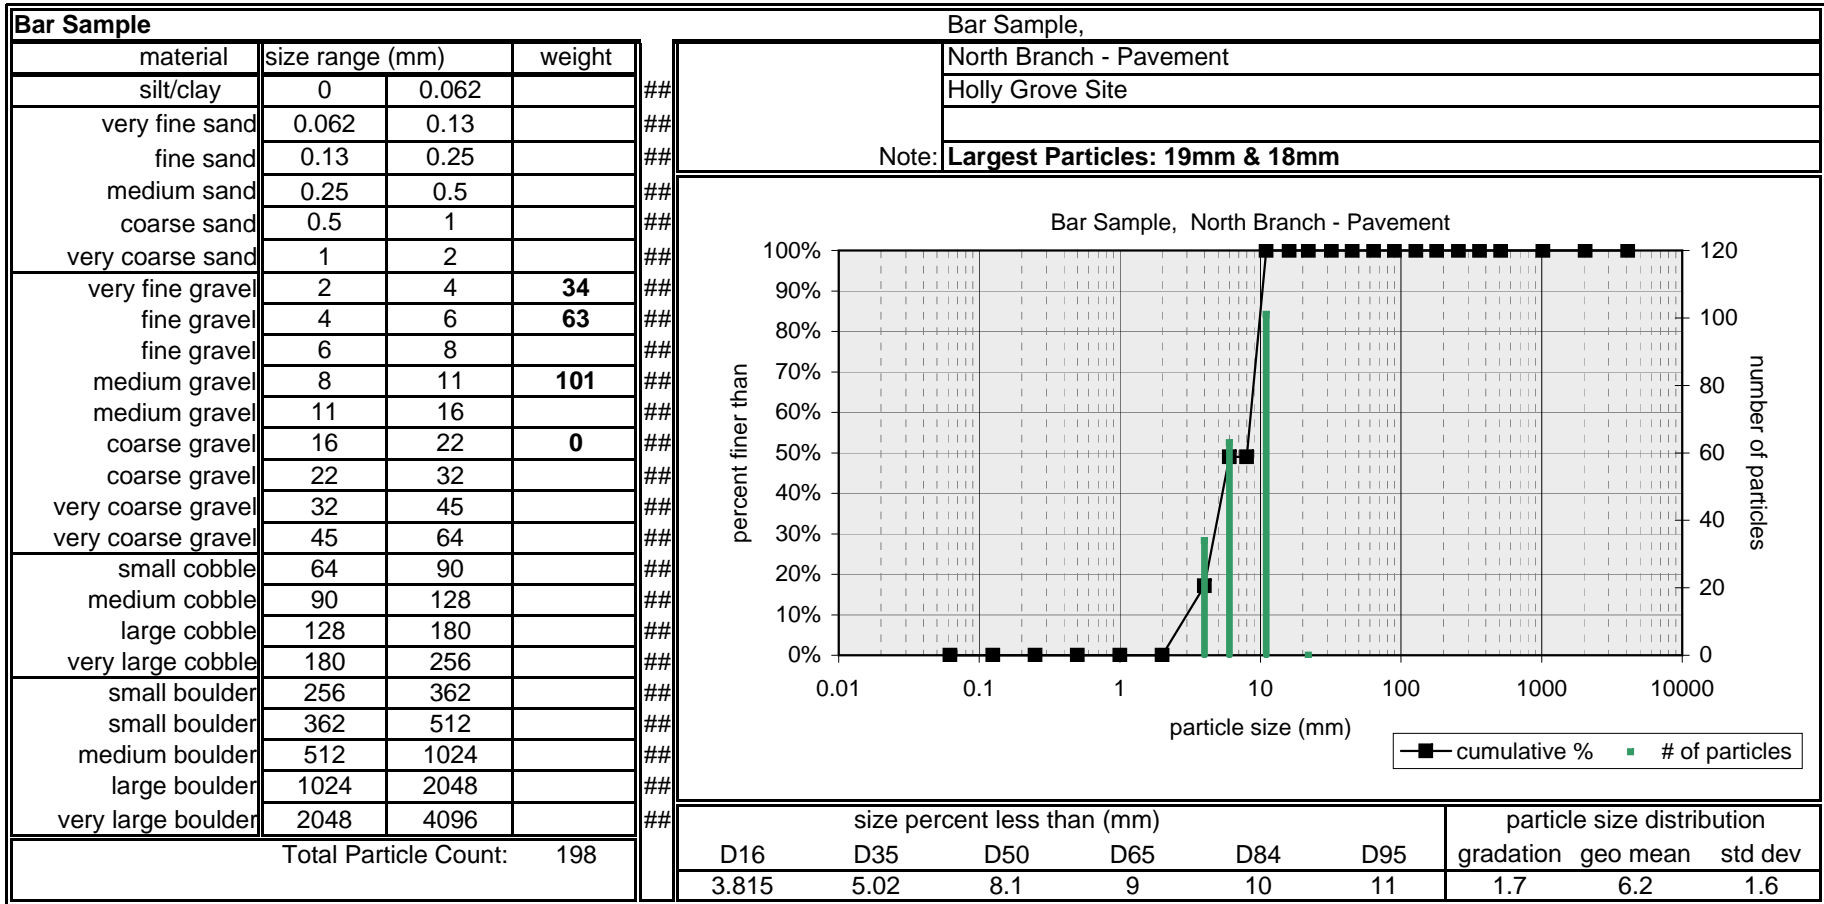 Bar Sample
Bar Sample,
material size range (mm) weight
North Branch - Pavement
silt/clay 0 0.062 ##
Holly Grove Site
very fine sand 0.062 0.13 ##
fine sand 0.13 0.25 ##
Note: Largest Particles: 19mm & 18mm
medium sand 0.25 0.5 ##
coarse sand 0.5 1 ##
very coarse sand 1 2 ##
very fine gravel 2 4 34 ##
fine gravel 4 6 63 ##
fine gravel 6 8 ##
medium gravel 8 11 101 ##
medium gravel 11 16 ##
coarse gravel 16 22 0 ##
coarse gravel 22 32 ##
very coarse gravel 32 45 ##
very coarse gravel 45 64 ##
small cobble 64 90 ##
medium cobble 90 128 ##
large cobble 128 180 ##
very large cobble 180 256 ##
small boulder 256 362 ##
small boulder 362 512 ##
medium boulder 512 1024 ##
large boulder 1024 2048 ##
very large boulder 2048 4096 ##
Total Particle Count: 198
Bar Sample, North Branch - Pavement
100%
90%
80%
70%
60%
50%
40%
30%
20%
10%
0%
percent finer than
120
100
80
60
40
20
0
number of particles
0.01 0.1 1 10 100 1000 10000
particle size (mm)
cumulative % # of particles
size percent less than (mm) particle size distribution
D16 D35 D50 D65 D84 D95 gradation geo mean std dev
3.815 5.02 8.1 9 10 11 1.7 6.2 1.6